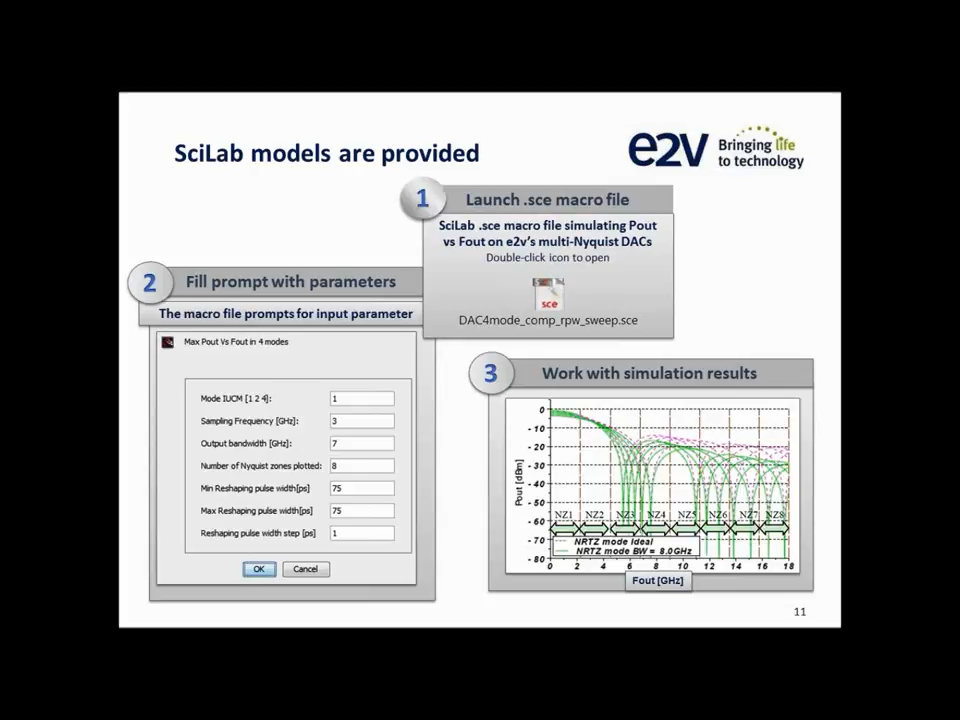 SciLab models are provided
e2v Bringing life
to technology
1 Launch .sce macro file
SciLab .sce macro file simulating Pout
vs Fout on e2v's multi-Nyquist DACs
Double-click icon to open
sce
DAC4mode_comp_rpw_sweep.sce
2 Fill prompt with parameters
The macro file prompts for input parameter
Max Pout Vs Fout in 4 modes
Mode IUCM [1 2 4]: 1
Sampling Frequency [GHz]: 3
Output bandwidth [GHz]: 7
Number of Nyquist zones plotted: 8
Min Reshaping pulse width[ps] 75
Max Reshaping pulse width[ps] 75
Reshaping pulse width step [ps] 1
OK Cancel
3 Work with simulation results
Pout [dBm]
0
-10
-20
-30
-40
-50
-60
-70
-80
NZ1 NZ2 NZ3 NZ4 NZ5 NZ6 NZ7 NZ8
NRTZ mode Ideal
NRTZ mode BW = 8.0GHz
0 2 4 6 8 10 12 14 16 18
Fout [GHz]
11